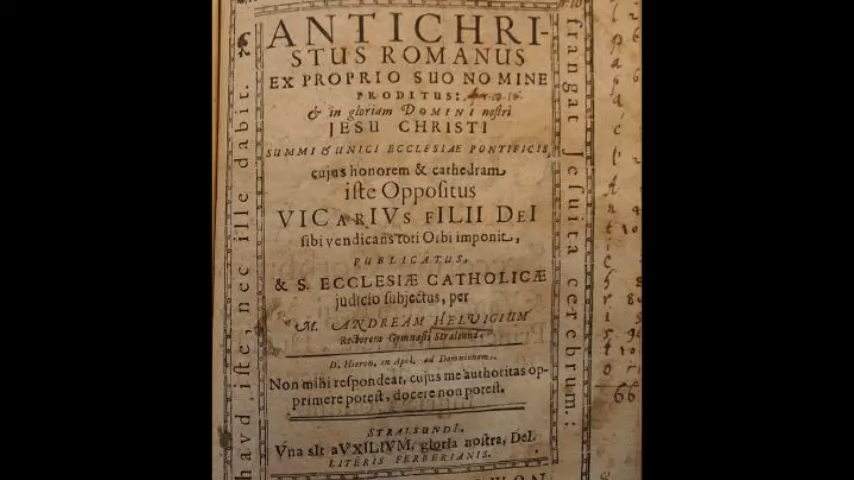 ANTICHRI-
STUS ROMANUS
EX PROPRIO SUO NOMINE
PRODITUS:
& in gloriam DOMINI nostri
JESU CHRISTI
SUMMI & UNICI ECCLESIAE PONTIFICIS,
cujus honorem & cathedram
iste Oppositus
VICARIVS FILII DEI
sibi vendicans toti Orbi imponit,
PUBLICATUS,
& S. ECCLESIÆ CATHOLICÆ
judicio subjectus, per
M. ANDREAM HELVIGIUM
Rectorem Gymnasii Stralsund.
D. Hieron. in Apol. ad Domnionem.
Non mihi respondeat, cujus me authoritas op-
primere potest, docere non potest.
STRALSUNDI.
Vna sIt aVXILIVM, gloria nostra, DeI.
LITERIS FERBERIANIS.
haud iste, nec ille dabit.
frangat Jesuita cerebrum.
66